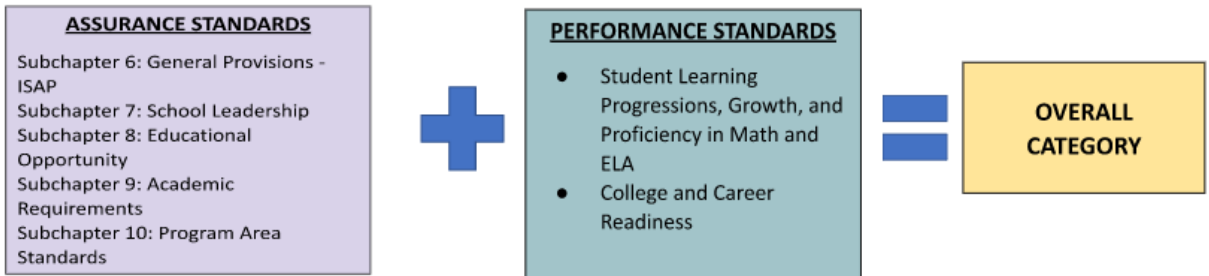 ASSURANCE STANDARDS
Subchapter 6: General Provisions -
ISAP
Subchapter 7: School Leadership
Subchapter 8: Educational
Opportunity
Subchapter 9: Academic
Requirements
Subchapter 10: Program Area
Standards
PERFORMANCE STANDARDS
● Student Learning
Progressions, Growth, and
Proficiency in Math and
ELA
● College and Career
Readiness
OVERALL
CATEGORY